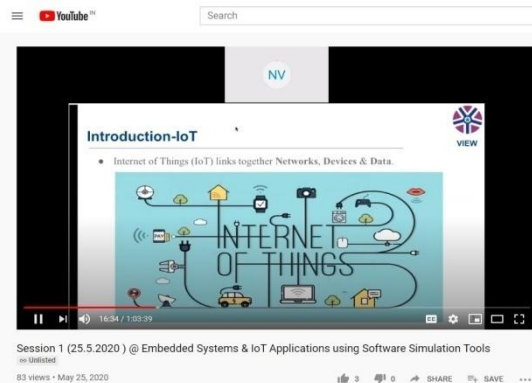 YouTube IN
Search
NV
Introduction-IoT
VIEW
• Internet of Things (IoT) links together Networks, Devices & Data.
PAY
INTERNET
OF THINGS
16:34 / 1:03:39
Session 1 (25.5.2020 ) @ Embedded Systems & IoT Applications using Software Simulation Tools
Unlisted
83 views • May 25, 2020
3
0
SHARE
SAVE